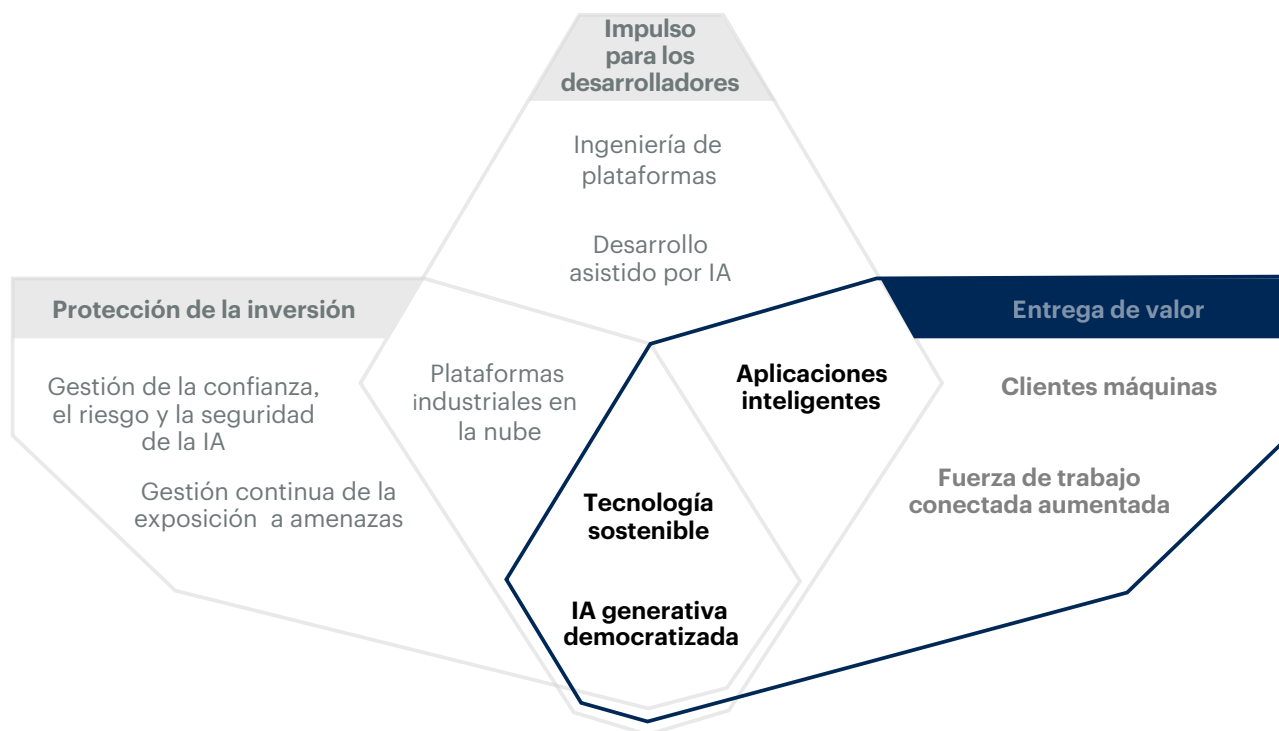 Impulso
para los
desarrolladores
Ingeniería de
plataformas
Desarrollo
asistido por IA
Protección de la inversión
Entrega de valor
Gestión de la confianza,
el riesgo y la seguridad
de la IA
Gestión continua de la
exposición a amenazas
Plataformas
industriales en
la nube
Aplicaciones
inteligentes
Clientes máquinas
Fuerza de trabajo
conectada aumentada
Tecnología
sostenible
IA generativa
democratizada